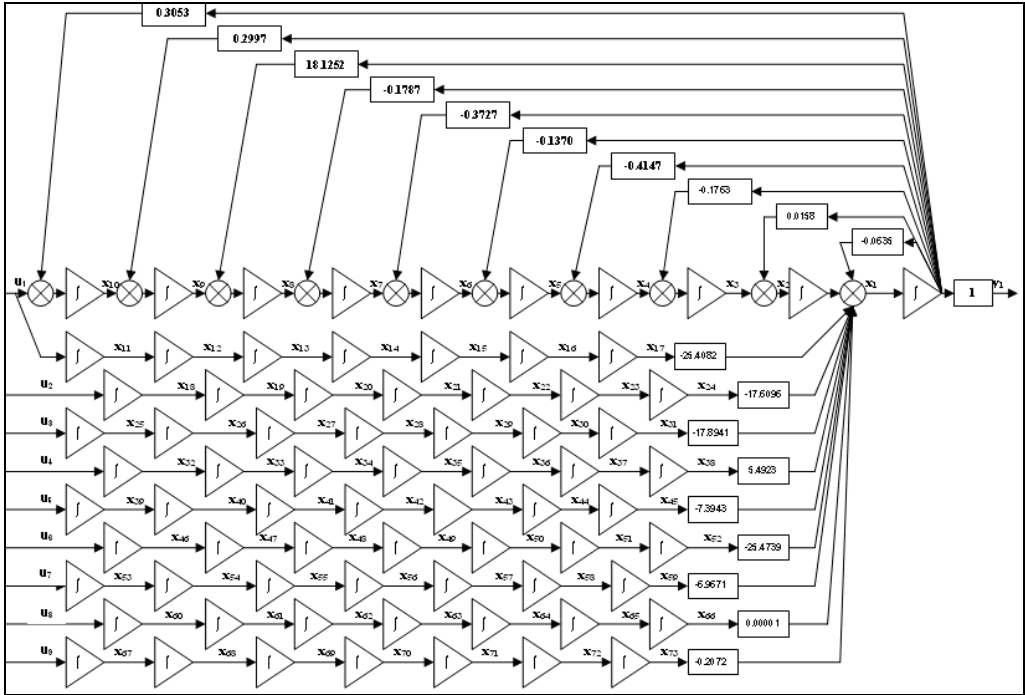 0.3053
0.2997
18.1252
-0.1787
-0.3727
-0.1370
-0.4147
-0.1763
0.0158
-0.0635
u1 x10 x9 x8 x7 x6 x5 x4 x3 x2 x1 1 y1
x11 x12 x13 x14 x15 x16 x17 -25.4082
u2 x18 x19 x20 x21 x22 x23 x24 -17.6096
u3 x25 x26 x27 x28 x29 x30 x31 -17.8941
u4 x32 x33 x34 x35 x36 x37 x38 5.4923
u5 x39 x40 x41 x42 x43 x44 x45 -7.3943
u6 x46 x47 x48 x49 x50 x51 x52 -25.4739
u7 x53 x54 x55 x56 x57 x58 x59 -6.9671
u8 x60 x61 x62 x63 x64 x65 x66 0.00001
u9 x67 x68 x69 x70 x71 x72 x73 -0.2072